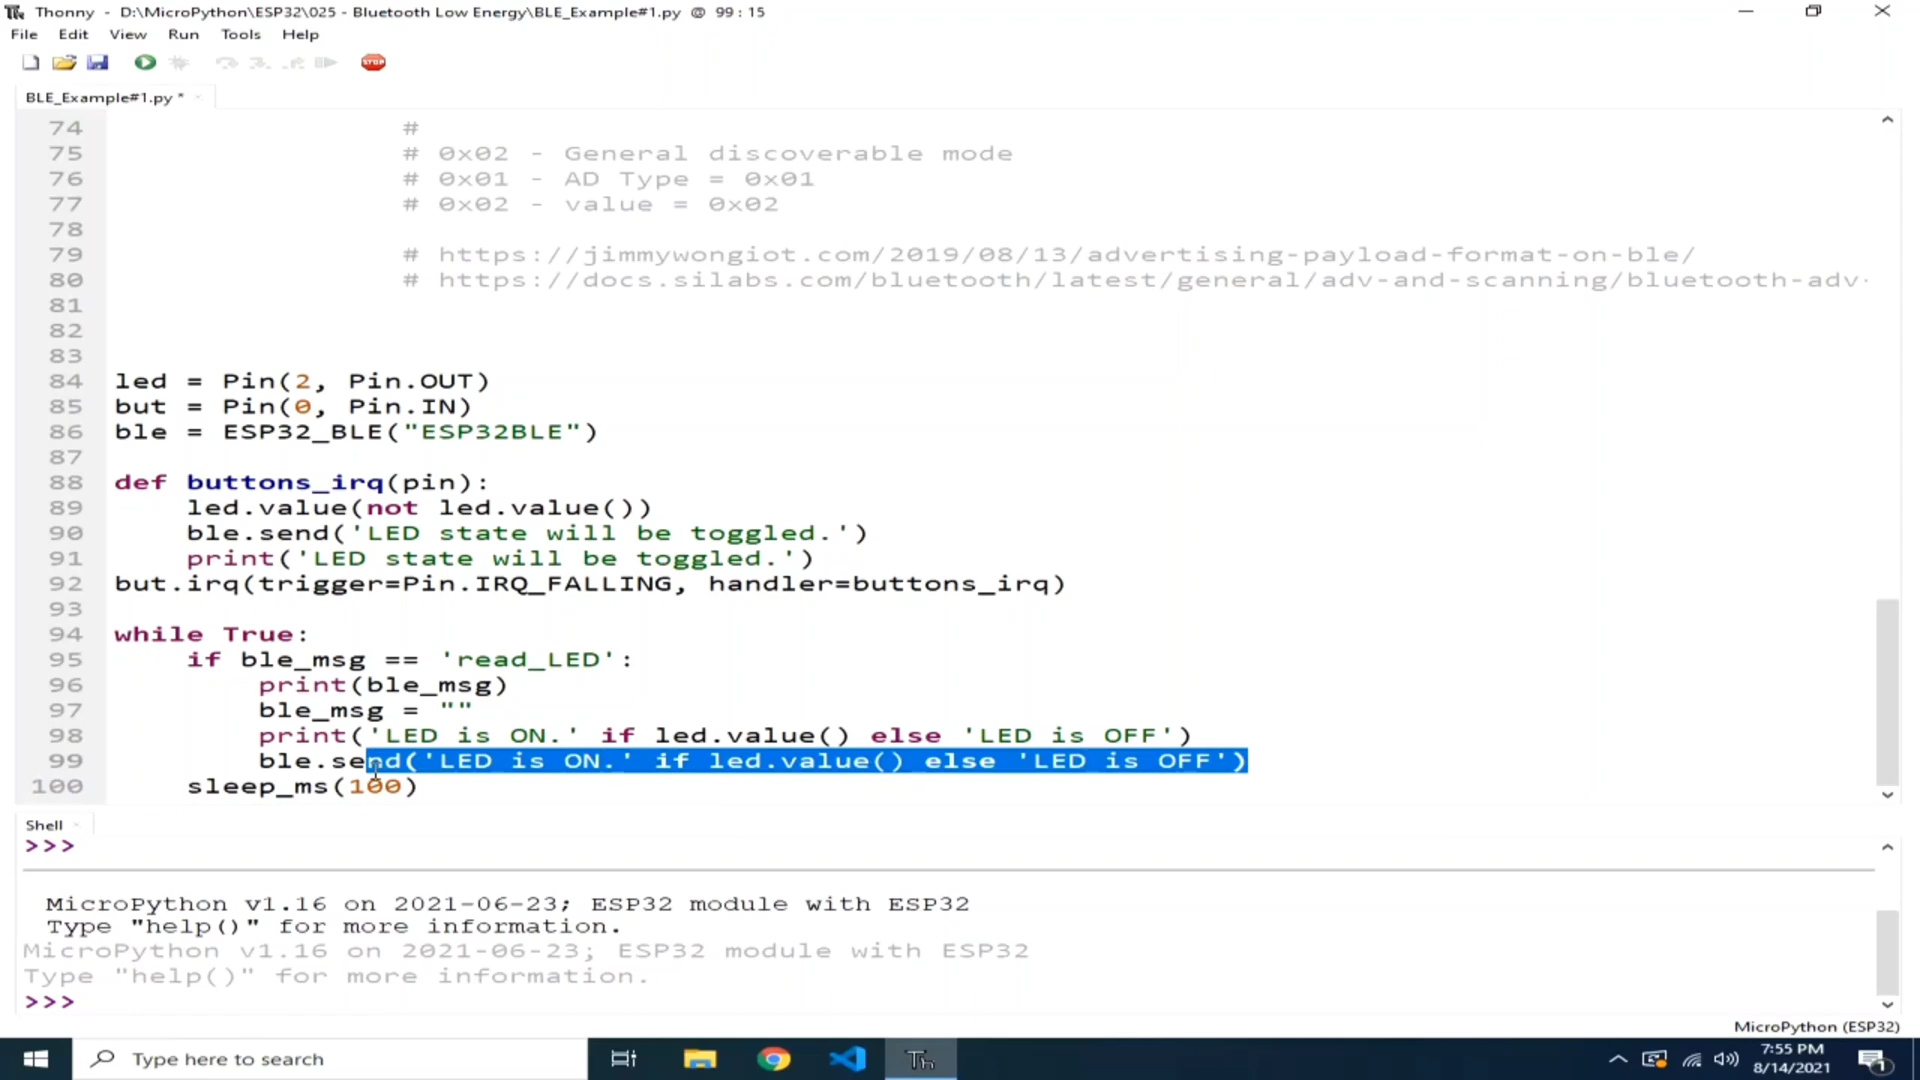 Thonny - D:\MicroPython\ESP32\025 - Bluetooth Low Energy\BLE_Example#1.py @ 99 : 15
File Edit View Run Tools Help
STOP
BLE_Example#1.py *
74 #
75 # 0x02 - General discoverable mode
76 # 0x01 - AD Type = 0x01
77 # 0x02 - value = 0x02
78
79 # https://jimmywongiot.com/2019/08/13/advertising-payload-format-on-ble/
80 # https://docs.silabs.com/bluetooth/latest/general/adv-and-scanning/bluetooth-adv-
81
82
83
84 led = Pin(2, Pin.OUT)
85 but = Pin(0, Pin.IN)
86 ble = ESP32_BLE("ESP32BLE")
87
88 def buttons_irq(pin):
89 led.value(not led.value())
90 ble.send('LED state will be toggled.')
91 print('LED state will be toggled.')
92 but.irq(trigger=Pin.IRQ_FALLING, handler=buttons_irq)
93
94 while True:
95 if ble_msg == 'read_LED':
96 print(ble_msg)
97 ble_msg = ""
98 print('LED is ON.' if led.value() else 'LED is OFF')
99 ble.send('LED is ON.' if led.value() else 'LED is OFF')
100 sleep_ms(100)
Shell
>>>
MicroPython v1.16 on 2021-06-23; ESP32 module with ESP32
Type "help()" for more information.
MicroPython v1.16 on 2021-06-23; ESP32 module with ESP32
Type "help()" for more information.
>>>
MicroPython (ESP32)
Type here to search
Th
7:55 PM
8/14/2021
1